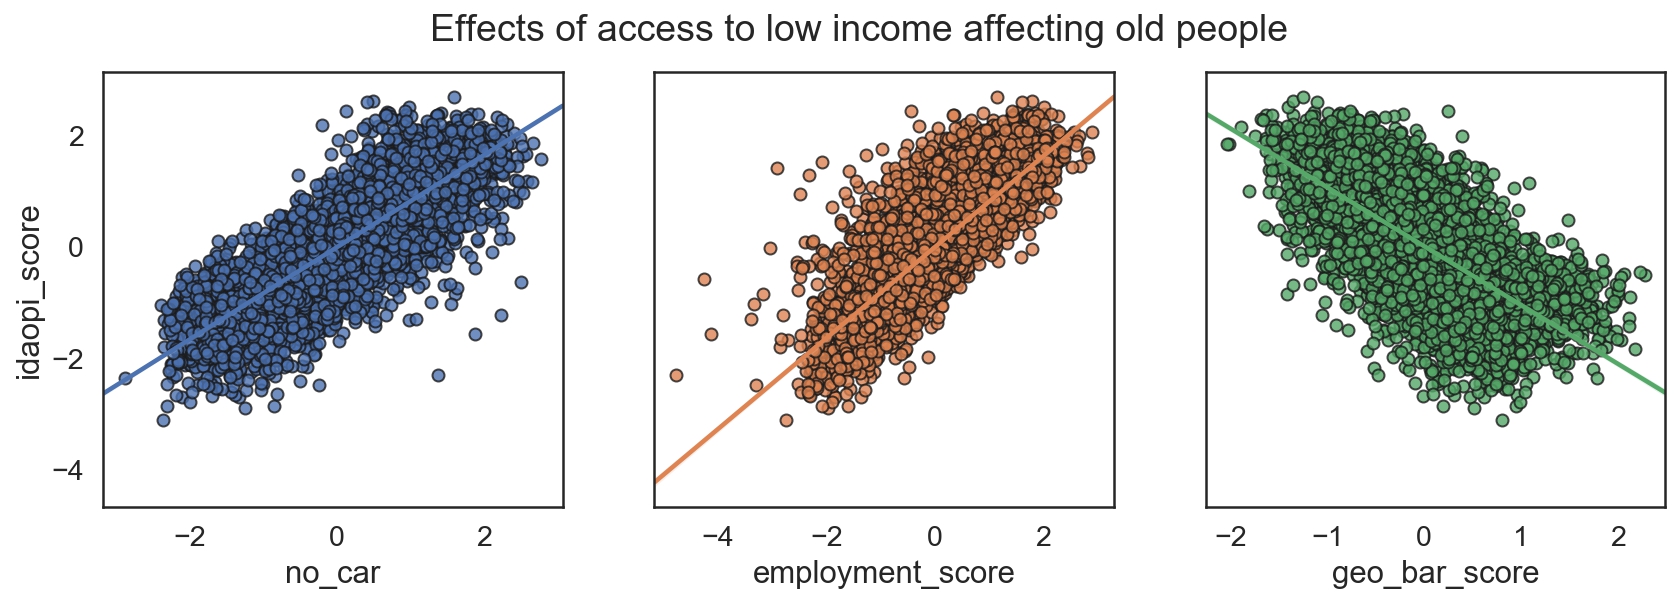 Effects of access to low income affecting old people
idaopi_score
2
0
−2
−4
−2 0 2
no_car
−4 −2 0 2
employment_score
−2 −1 0 1 2
geo_bar_score